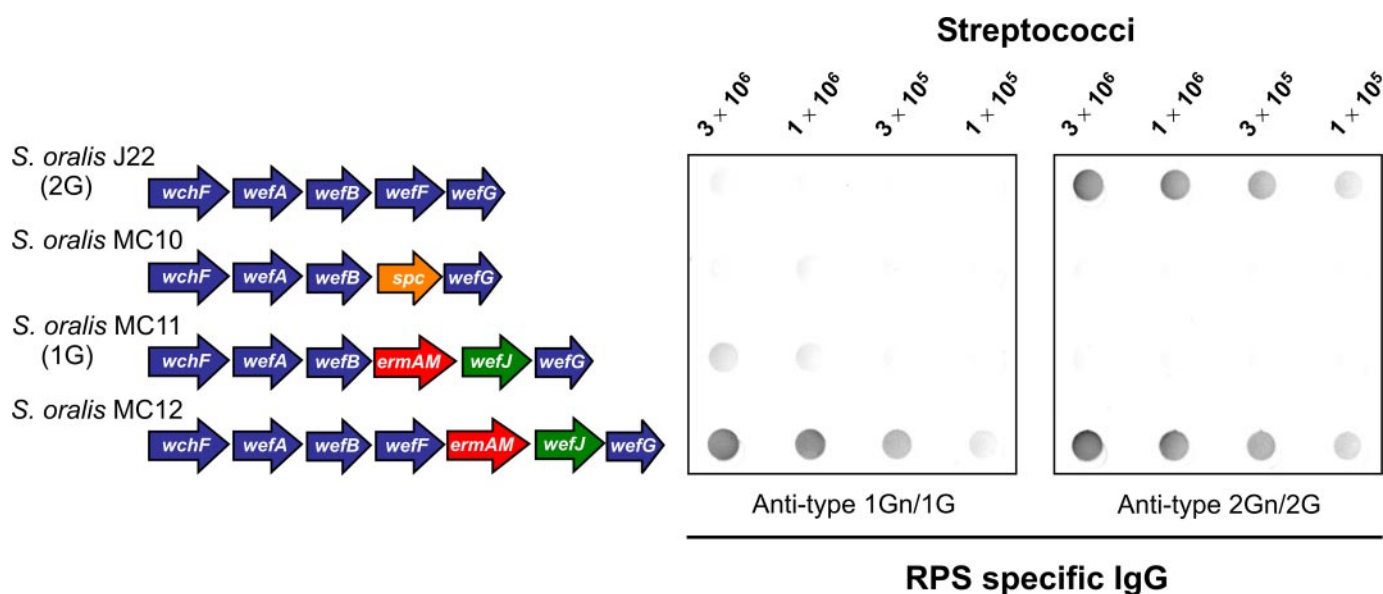 Streptococci
3 × 10⁶ 1 × 10⁶ 3 × 10⁵ 1 × 10⁵ 3 × 10⁶ 1 × 10⁶ 3 × 10⁵ 1 × 10⁵
S. oralis J22
(2G)
wchF wefA wefB wefF wefG
S. oralis MC10
wchF wefA wefB spc wefG
S. oralis MC11
(1G)
wchF wefA wefB ermAM wefJ wefG
S. oralis MC12
wchF wefA wefB wefF ermAM wefJ wefG
Anti-type 1Gn/1G Anti-type 2Gn/2G
RPS specific IgG